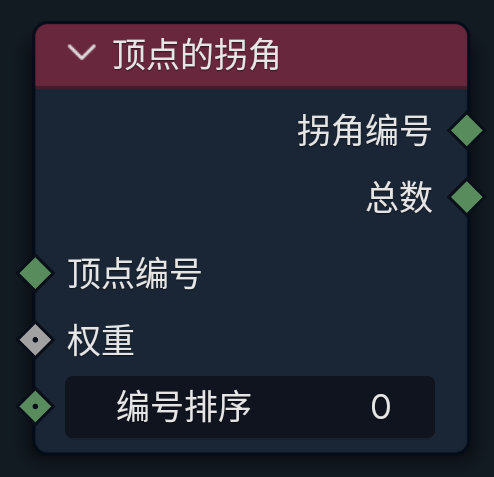 顶点的拐角
拐角编号
总数
顶点编号
权重
编号排序 0